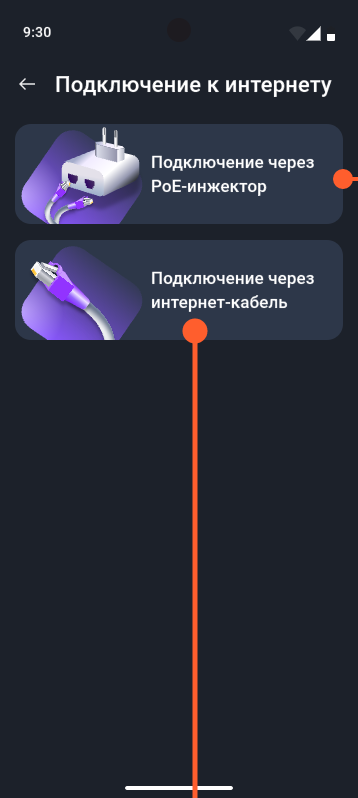 9:30
Подключение к интернету
Подключение через
PoE-инжектор
Подключение через
интернет-кабель